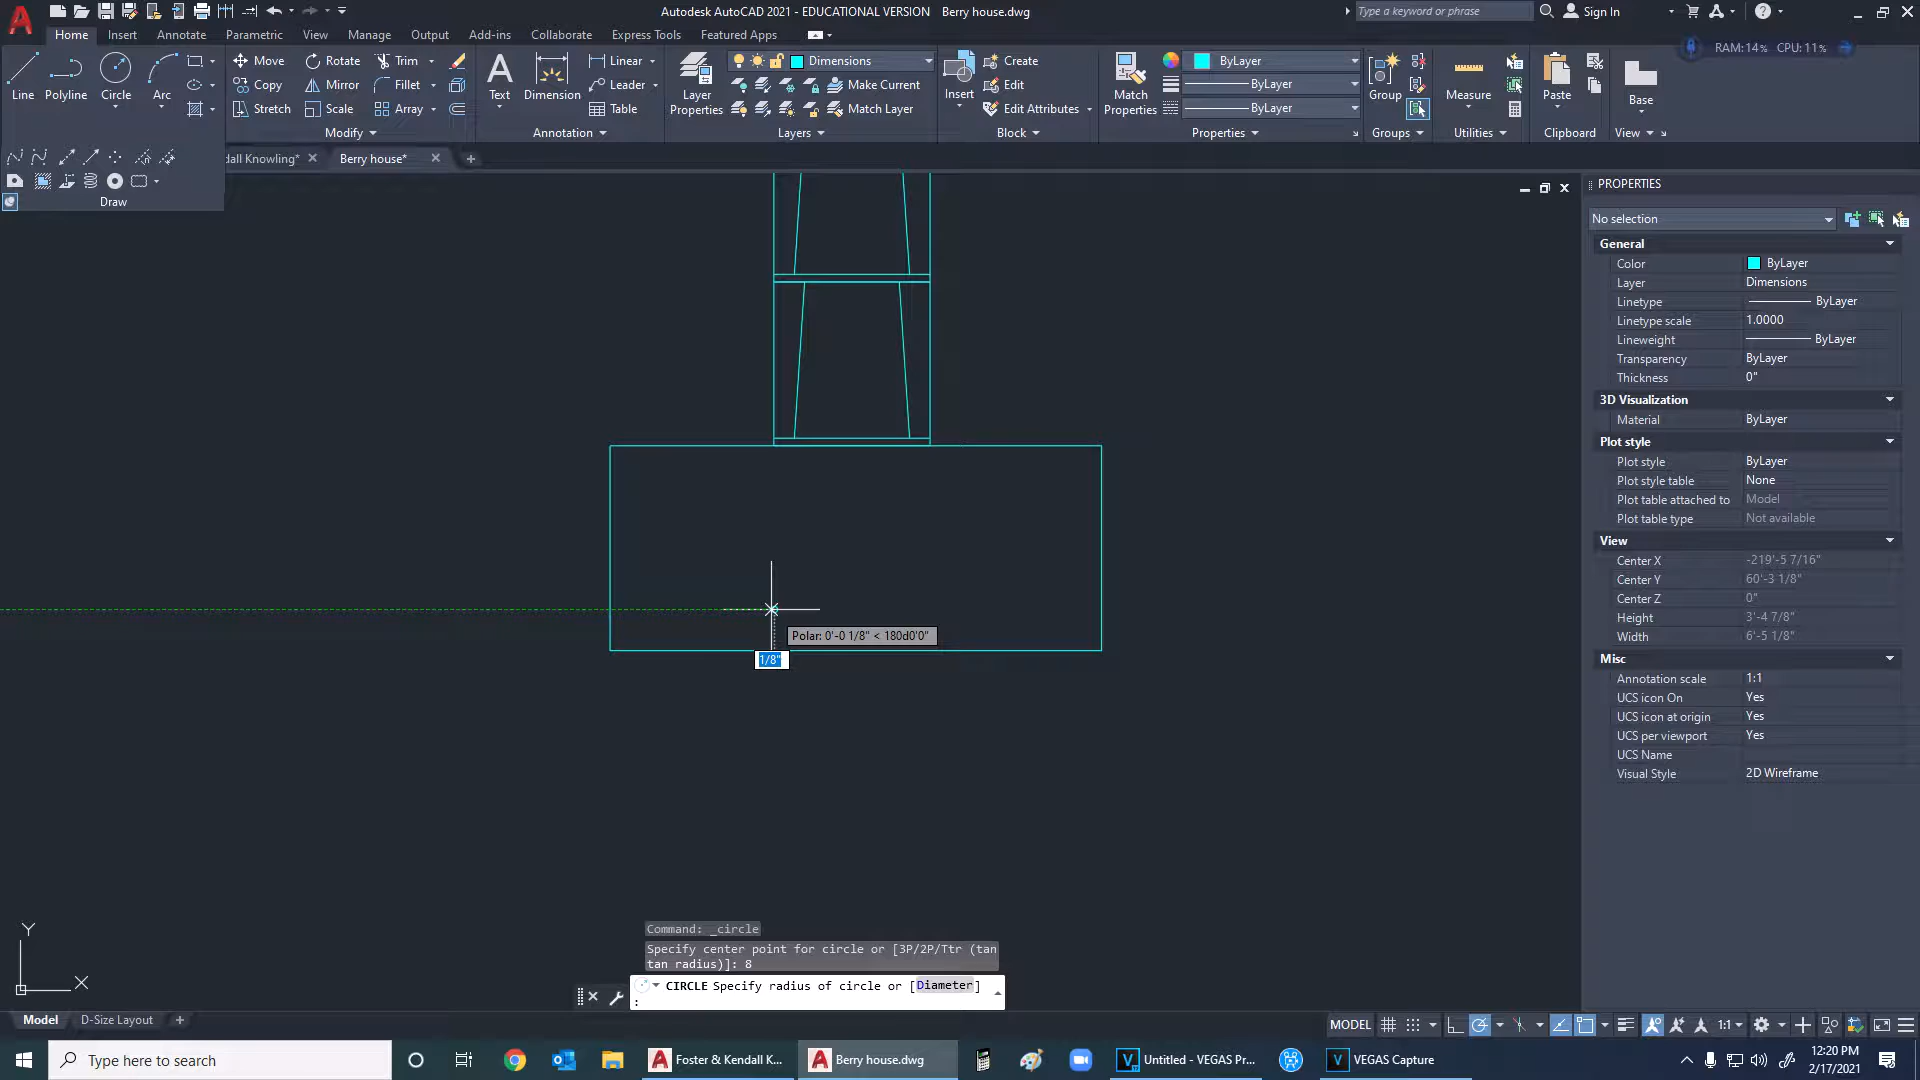 Autodesk AutoCAD 2021 - EDUCATIONAL VERSION Berry house.dwg
Type a keyword or phrase
Sign In
Home Insert Annotate Parametric View Manage Output Add-ins Collaborate Express Tools Featured Apps
RAM:14% CPU:11%
Line Polyline Circle Arc
Move Rotate Trim
Copy Mirror Fillet
Stretch Scale Array
Modify
Text Dimension
Linear
Leader
Table
Annotation
Layer
Properties
Dimensions
Make Current
Match Layer
Layers
Insert
Create
Edit
Edit Attributes
Block
Match
Properties
ByLayer
ByLayer
ByLayer
Properties
Group
Groups
Measure
Utilities
Paste
Clipboard
Base
View
dall Knowling*
Berry house*
Draw
PROPERTIES
No selection
General
Color ByLayer
Layer Dimensions
Linetype ByLayer
Linetype scale 1.0000
Lineweight ByLayer
Transparency ByLayer
Thickness 0"
3D Visualization
Material ByLayer
Plot style
Plot style ByLayer
Plot style table None
Plot table attached to Model
Plot table type Not available
View
Center X -219'-5 7/16"
Center Y 60'-3 1/8"
Center Z 0"
Height 3'-4 7/8"
Width 6'-5 1/8"
Misc
Annotation scale 1:1
UCS icon On Yes
UCS icon at origin Yes
UCS per viewport Yes
UCS Name
Visual Style 2D Wireframe
Polar: 0'-0 1/8" < 180d0'0"
1/8"
Y
X
Command: _circle
Specify center point for circle or [3P/2P/Ttr (tan
tan radius)]: 8
CIRCLE Specify radius of circle or [Diameter]
:
Model D-Size Layout
MODEL
1:1
Type here to search
Foster & Kendall K...
Berry house.dwg
Untitled - VEGAS Pr...
VEGAS Capture
12:20 PM
2/17/2021